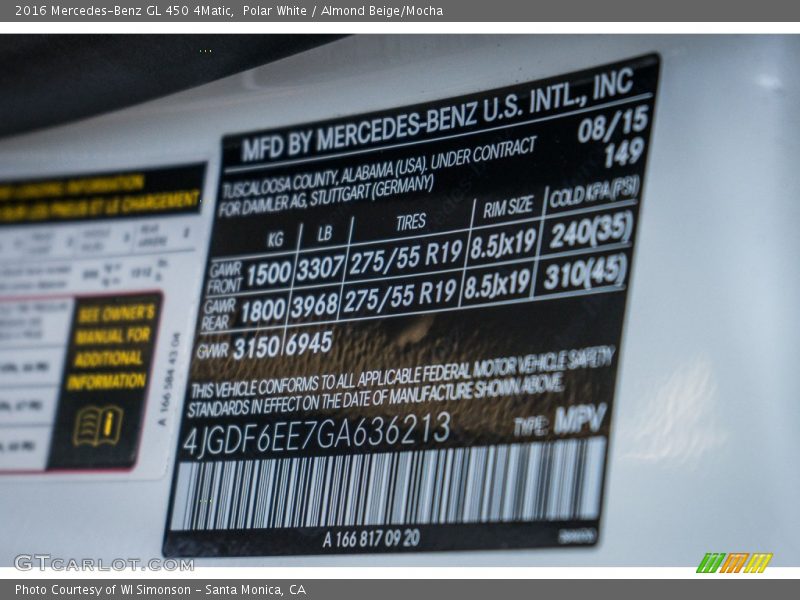 2016 Mercedes-Benz GL 450 4Matic, Polar White / Almond Beige/Mocha
MFD BY MERCEDES-BENZ U.S. INTL., INC
08/15
TUSCALOOSA COUNTY, ALABAMA (USA), UNDER CONTRACT
149
FOR DAIMLER AG, STUTTGART (GERMANY)
KG LB TIRES RIM SIZE COLD KPA(PSI)
GAWR FRONT 1500 3307 275/55 R19 8.5Jx19 240(35)
GAWR REAR 1800 3968 275/55 R19 8.5Jx19 310(45)
GWR 3150 6945
THIS VEHICLE CONFORMS TO ALL APPLICABLE FEDERAL MOTOR VEHICLE SAFETY
STANDARDS IN EFFECT ON THE DATE OF MANUFACTURE SHOWN ABOVE.
4JGDF6EE7GA636213 TYPE: MPV
A 166 817 09 20
INFORMATION
ET LE CHARGEMENT
SEE OWNER'S
MANUAL FOR
ADDITIONAL
INFORMATION
A 166 584 43 04
GTcarlot.com
Photo Courtesy of WI Simonson - Santa Monica, CA